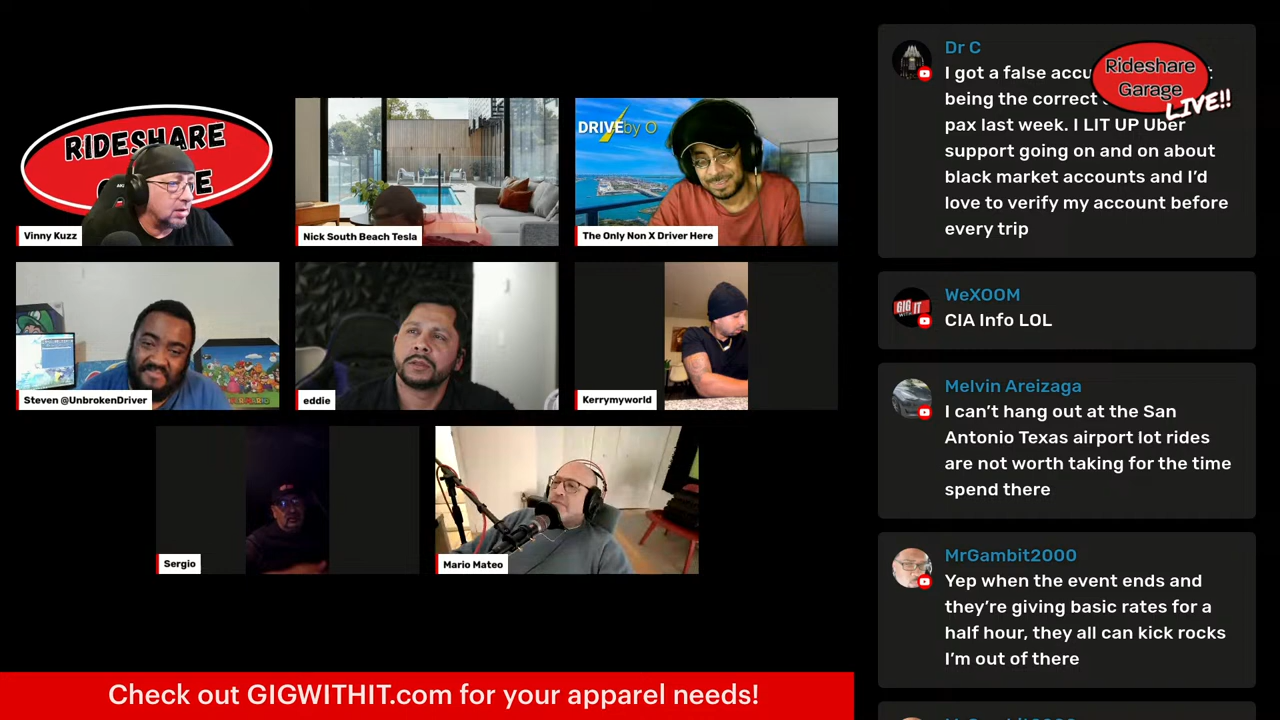 RIDESHARE
Vinny Kuzz
Nick South Beach Tesla
DRIVE by O
The Only Non X Driver Here
Steven @UnbrokenDriver
eddie
Kerrymyworld
Sergio
Mario Mateo
Check out GIGWITHIT.com for your apparel needs!
Rideshare
Garage
LIVE!!
Dr C
I got a false
being the correct
pax last week. I LIT UP Uber
support going on and on about
black market accounts and I'd
love to verify my account before
every trip
WeXOOM
CIA Info LOL
Melvin Areizaga
I can't hang out at the San
Antonio Texas airport lot rides
are not worth taking for the time
spend there
MrGambit2000
Yep when the event ends and
they're giving basic rates for a
half hour, they all can kick rocks
I'm out of there